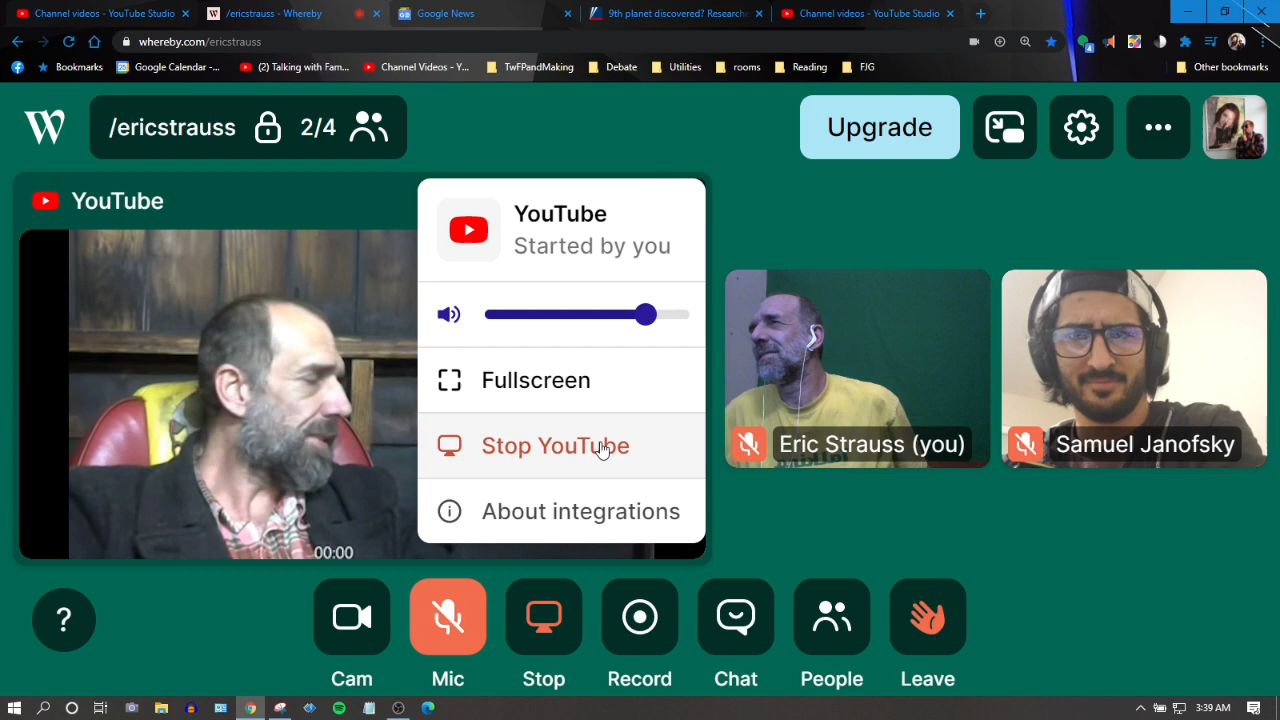 Channel videos - YouTube Studio
/ericstrauss - Whereby
Google News
9th planet discovered? Researche
Channel videos - YouTube Studio
whereby.com/ericstrauss
Bookmarks
Google Calendar -...
(2) Talking with Fam...
Channel Videos - Y...
TwFPandMaking
Debate
Utilities
rooms
Reading
FJG
Other bookmarks
/ericstrauss 2/4
Upgrade
YouTube
YouTube
Started by you
Fullscreen
Stop YouTube
About integrations
00:00
Eric Strauss (you)
Samuel Janofsky
?
Cam
Mic
Stop
Record
Chat
People
Leave
3:39 AM